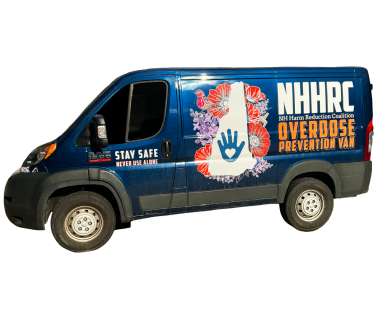 NHHRC
NH Harm Reduction Coalition
OVERDOSE
PREVENTION VAN
STAY SAFE
NEVER USE ALONE